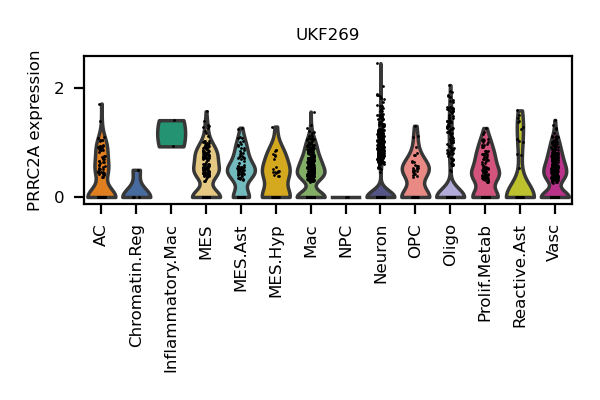 UKF269
PRRC2A expression
2
0
AC
Chromatin.Reg
Inflammatory.Mac
MES
MES.Ast
MES.Hyp
Mac
NPC
Neuron
OPC
Oligo
Prolif.Metab
Reactive.Ast
Vasc